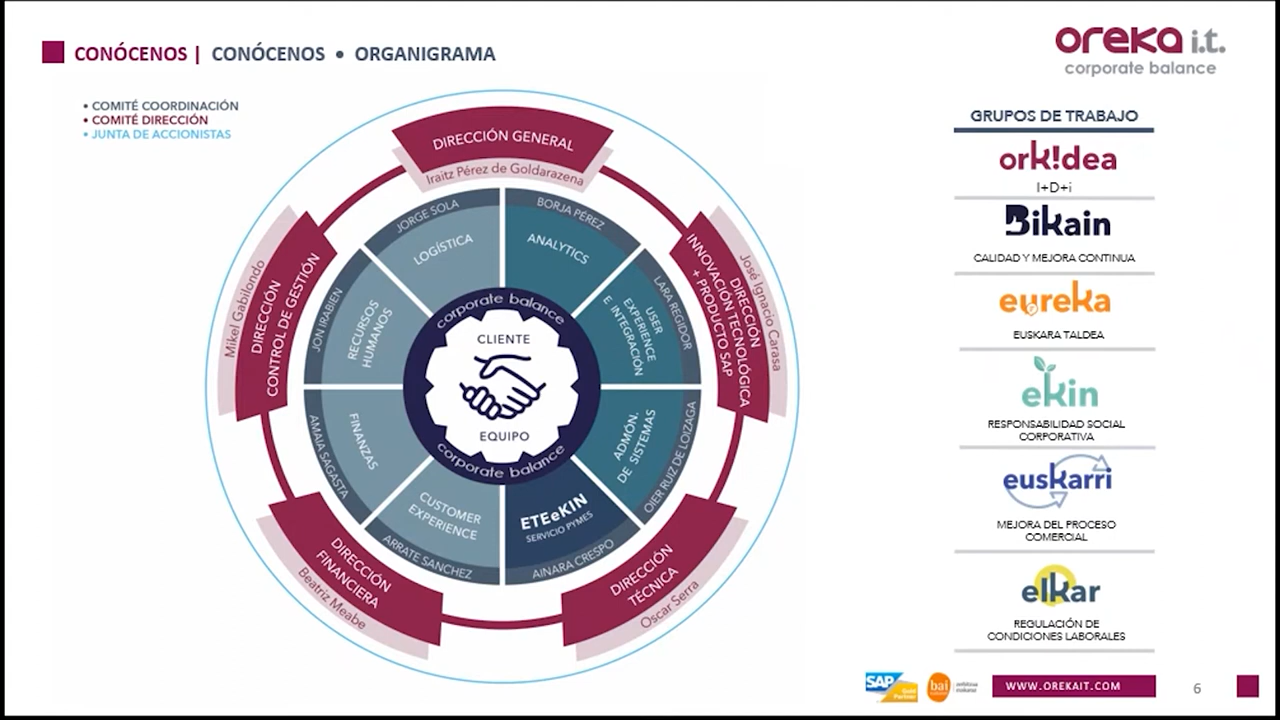 CONÓCENOS | CONÓCENOS • ORGANIGRAMA
oreka i.t.
corporate balance
• COMITÉ COORDINACIÓN
• COMITÉ DIRECCIÓN
• JUNTA DE ACCIONISTAS
DIRECCIÓN GENERAL
Iraitz Pérez de Goldarazena
DIRECCIÓN
INNOVACIÓN TECNOLÓGICA
+ PRODUCTO SAP
José Ignacio Carasa
DIRECCIÓN
TÉCNICA
Oscar Serra
DIRECCIÓN
FINANCIERA
Beatriz Meabe
DIRECCIÓN
CONTROL DE GESTIÓN
Mikel Gabilondo
JORGE SOLA
LOGÍSTICA
BORJA PÉREZ
ANALYTICS
LARA REGIDOR
USER
EXPERIENCE
E INTEGRACIÓN
OIER RUIZ DE LOIZAGA
ADMÓN.
DE SISTEMAS
ETEeKIN
SERVICIO PYMES
AINARA CRESPO
CUSTOMER
EXPERIENCE
ARRATE SANCHEZ
FINANZAS
AMAIA SAGASTA
RECURSOS
HUMANOS
JON IRABIEN
corporate balance
CLIENTE
EQUIPO
corporate balance
GRUPOS DE TRABAJO
ork!dea
I+D+i
Bikain
CALIDAD Y MEJORA CONTINUA
eureka
EUSKARA TALDEA
ekin
RESPONSABILIDAD SOCIAL
CORPORATIVA
euskarri
MEJORA DEL PROCESO
COMERCIAL
elkar
REGULACIÓN DE
CONDICIONES LABORALES
SAP
Gold
Partner
bai
WWW.OREKAIT.COM
6